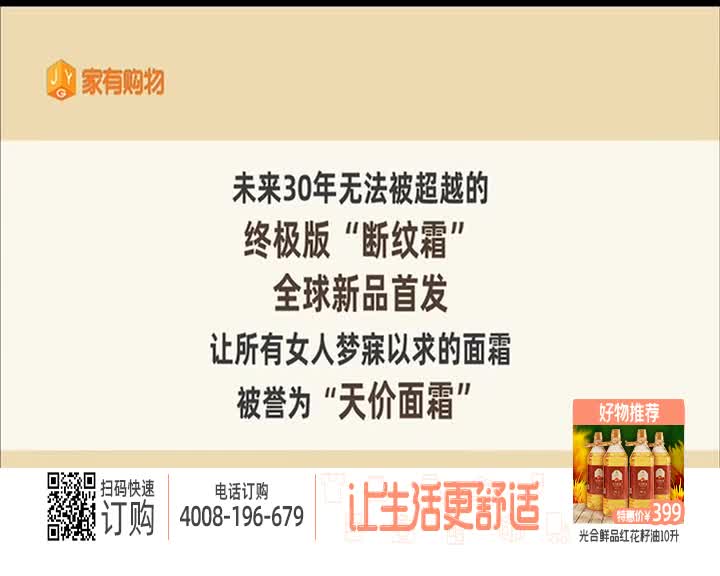 JYG 家有购物
未来30年无法被超越的
终极版“断纹霜”
全球新品首发
让所有女人梦寐以求的面霜
被誉为“天价面霜”
好物推荐
特惠价¥399
光合鲜品红花籽油10升
扫码快速
订购
电话订购
4008-196-679
让生活更舒适